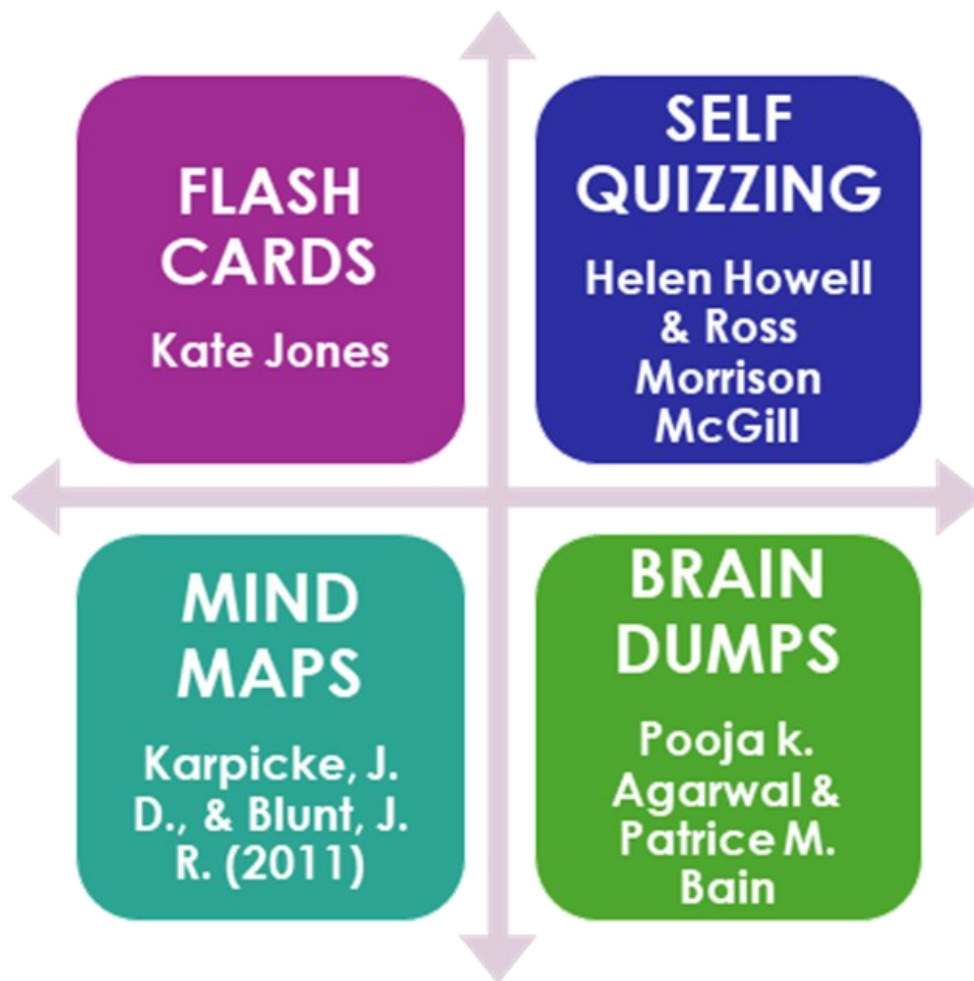 FLASH
CARDS
Kate Jones
SELF
QUIZZING
Helen Howell
& Ross
Morrison
McGill
MIND
MAPS
Karpicke, J.
D., & Blunt, J.
R. (2011)
BRAIN
DUMPS
Pooja k.
Agarwal &
Patrice M.
Bain